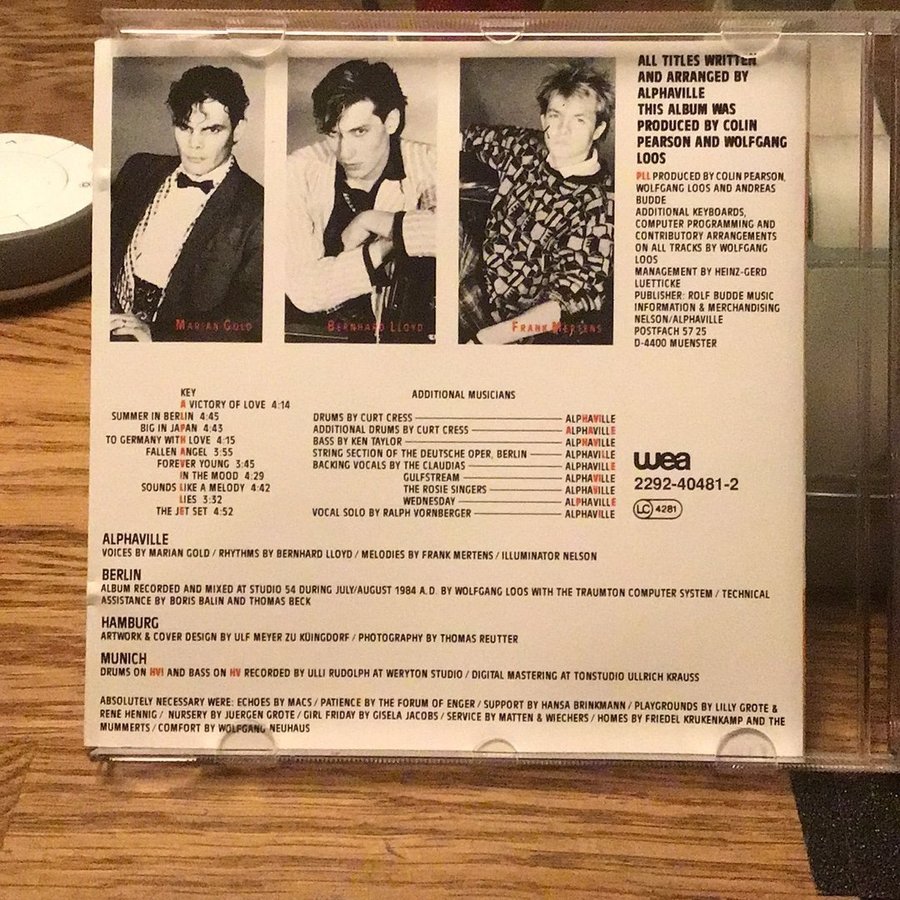 MARIAN GOLD
BERNHARD LLOYD
FRANK MERTENS
ALL TITLES WRITTEN
AND ARRANGED BY
ALPHAVILLE
THIS ALBUM WAS
PRODUCED BY COLIN
PEARSON AND WOLFGANG
LOOS
PLL PRODUCED BY COLIN PEARSON,
WOLFGANG LOOS AND ANDREAS
BUDDE
ADDITIONAL KEYBOARDS,
COMPUTER PROGRAMMING AND
CONTRIBUTORY ARRANGEMENTS
ON ALL TRACKS BY WOLFGANG
LOOS
MANAGEMENT BY HEINZ-GERD
LUETTICKE
PUBLISHER: ROLF BUDDE MUSIC
INFORMATION & MERCHANDISING
NELSON/ALPHAVILLE
POSTFACH 57 25
D-4400 MUENSTER
KEY
A VICTORY OF LOVE 4:14
SUMMER IN BERLIN 4:45
BIG IN JAPAN 4:43
TO GERMANY WITH LOVE 4:15
FALLEN ANGEL 3:55
FOREVER YOUNG 3:45
IN THE MOOD 4:29
SOUNDS LIKE A MELODY 4:42
LIES 3:32
THE JET SET 4:52
ADDITIONAL MUSICIANS
DRUMS BY CURT CRESS ALPHAVILLE
ADDITIONAL DRUMS BY CURT CRESS ALPHAVILLE
BASS BY KEN TAYLOR ALPHAVILLE
STRING SECTION OF THE DEUTSCHE OPER, BERLIN ALPHAVILLE
BACKING VOCALS BY THE CLAUDIAS ALPHAVILLE
GULFSTREAM ALPHAVILLE
THE ROSIE SINGERS ALPHAVILLE
WEDNESDAY ALPHAVILLE
VOCAL SOLO BY RALPH VORNBERGER ALPHAVILLE
wea
2292-40481-2
LC 4281
ALPHAVILLE
VOICES BY MARIAN GOLD / RHYTHMS BY BERNHARD LLOYD / MELODIES BY FRANK MERTENS / ILLUMINATOR NELSON
BERLIN
ALBUM RECORDED AND MIXED AT STUDIO 54 DURING JULY/AUGUST 1984 A.D. BY WOLFGANG LOOS WITH THE TRAUMTON COMPUTER SYSTEM / TECHNICAL
ASSISTANCE BY BORIS BALIN AND THOMAS BECK
HAMBURG
ARTWORK & COVER DESIGN BY ULF MEYER ZU KÜINGDORF / PHOTOGRAPHY BY THOMAS REUTTER
MUNICH
DRUMS ON HVI AND BASS ON HV RECORDED BY ULLI RUDOLPH AT WERYTON STUDIO / DIGITAL MASTERING AT TONSTUDIO ULLRICH KRAUSS
ABSOLUTELY NECESSARY WERE: ECHOES BY MACS / PATIENCE BY THE FORUM OF ENGER / SUPPORT BY HANSA BRINKMANN / PLAYGROUNDS BY LILLY GROTE &
RENE HENNIG / NURSERY BY JUERGEN GROTE / GIRL FRIDAY BY GISELA JACOBS / SERVICE BY MATTEN & WIECHERS / HOMES BY FRIEDEL KRUKENKAMP AND THE
MUMMERTS / COMFORT BY WOLFGANG NEUHAUS